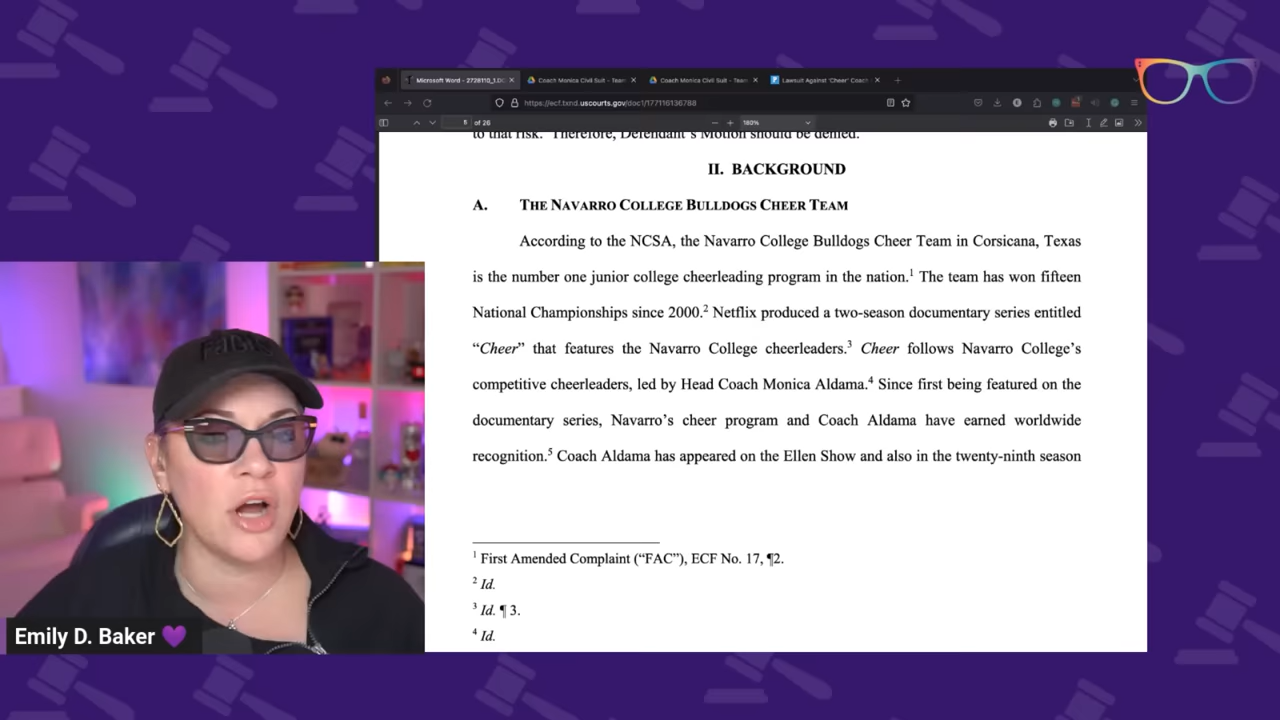 Microsoft Word - 2728110_1.DO
Coach Monica Civil Suit - Team
Coach Monica Civil Suit - Team
Lawsuit Against 'Cheer' Coach
https://ecf.txnd.uscourts.gov/doc1/177116136788
5 of 26
180%
to that risk. Therefore, Defendant's Motion should be denied.
II. BACKGROUND
A. THE NAVARRO COLLEGE BULLDOGS CHEER TEAM
According to the NCSA, the Navarro College Bulldogs Cheer Team in Corsicana, Texas
is the number one junior college cheerleading program in the nation.1 The team has won fifteen
National Championships since 2000.2 Netflix produced a two-season documentary series entitled
“Cheer” that features the Navarro College cheerleaders.3 Cheer follows Navarro College’s
competitive cheerleaders, led by Head Coach Monica Aldama.4 Since first being featured on the
documentary series, Navarro’s cheer program and Coach Aldama have earned worldwide
recognition.5 Coach Aldama has appeared on the Ellen Show and also in the twenty-ninth season
1 First Amended Complaint (“FAC”), ECF No. 17, ¶2.
2 Id.
3 Id. ¶ 3.
4 Id.
FACTS
Emily D. Baker 💜